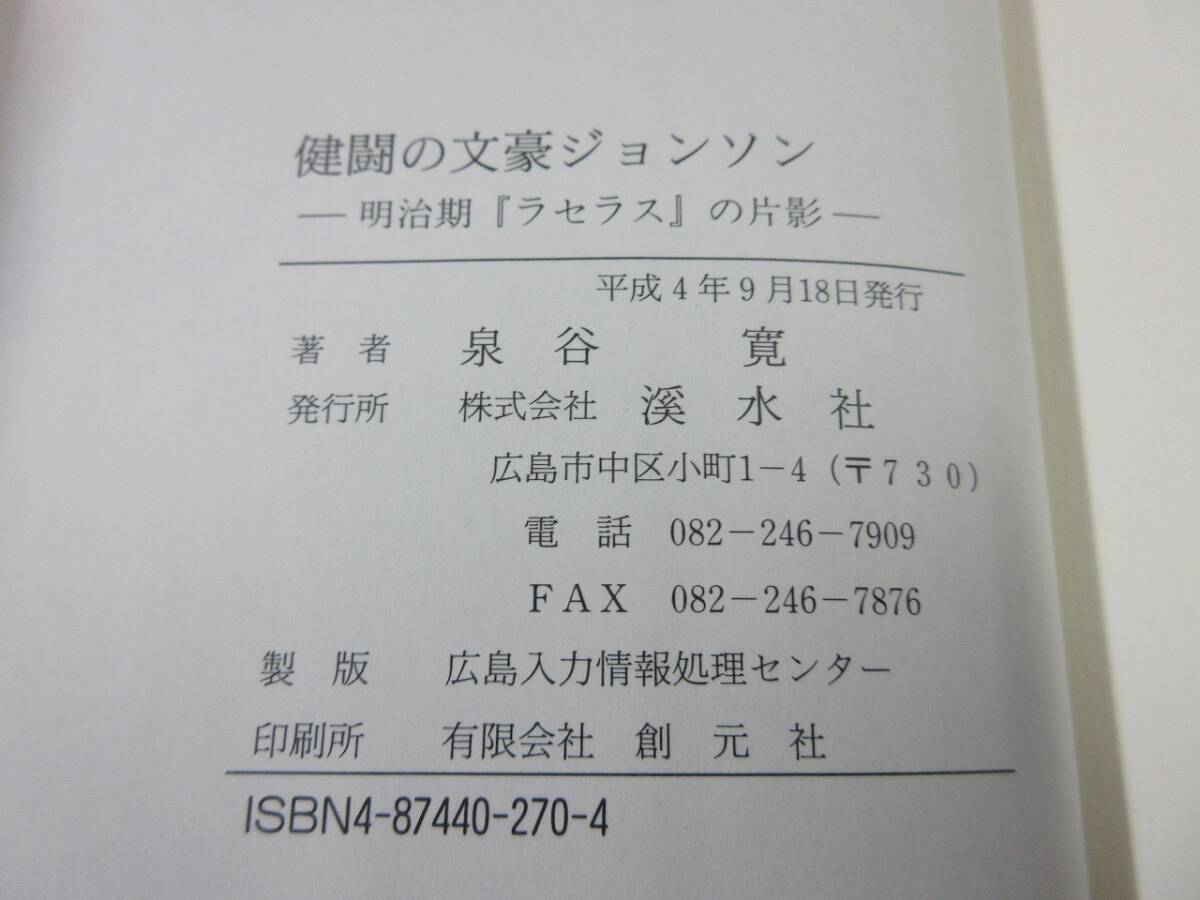 健闘の文豪ジョンソン
― 明治期『ラセラス』の片影 ―
平成4年9月18日発行
著者 泉谷 寛
発行所 株式会社 溪水社
広島市中区小町1－4（〒730）
電話 082－246－7909
FAX 082－246－7876
製版 広島入力情報処理センター
印刷所 有限会社 創元社
ISBN4-87440-270-4